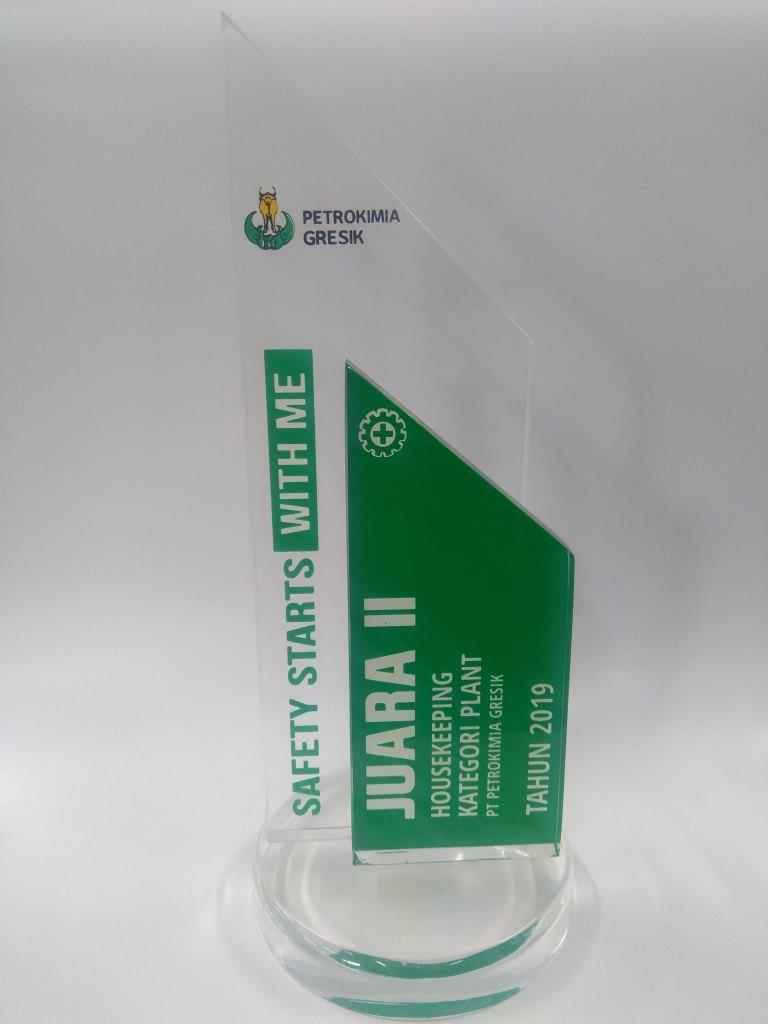 PETROKIMIA
GRESIK
SAFETY STARTS WITH ME
JUARA II
HOUSEKEEPING
KATEGORI PLANT
PT PETROKIMIA GRESIK
TAHUN 2019